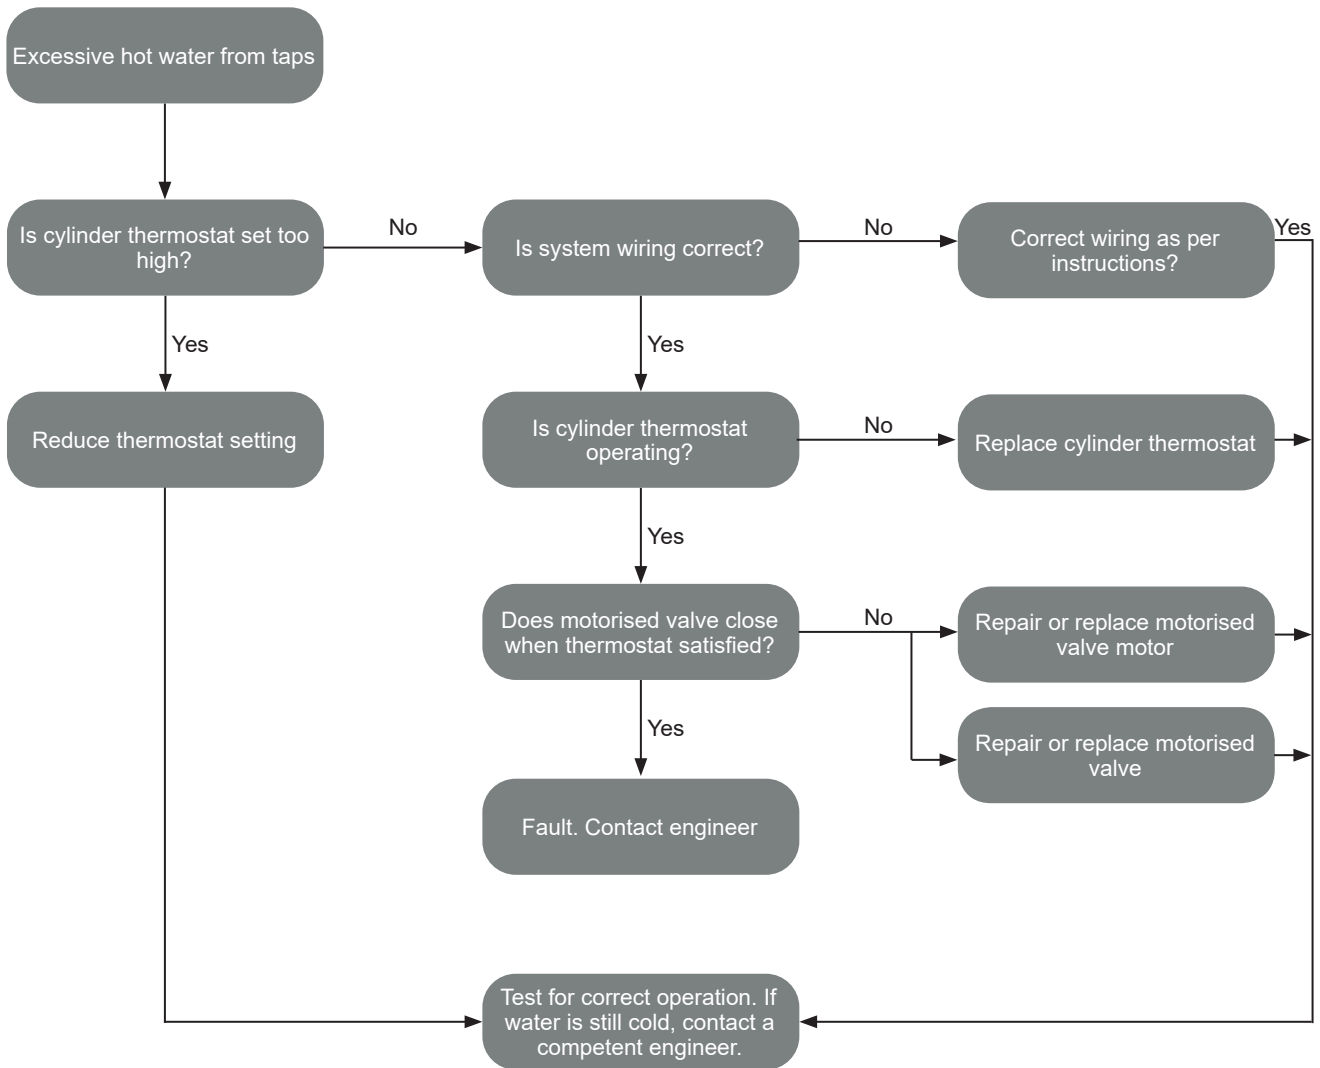 Excessive hot water from taps
Is cylinder thermostat set too
high?
No
Is system wiring correct?
No
Correct wiring as per
instructions?
Yes
Yes
Yes
Reduce thermostat setting
Is cylinder thermostat
operating?
No
Replace cylinder thermostat
Yes
Does motorised valve close
when thermostat satisfied?
No
Repair or replace motorised
valve motor
Yes
Repair or replace motorised
valve
Fault. Contact engineer
Test for correct operation. If
water is still cold, contact a
competent engineer.